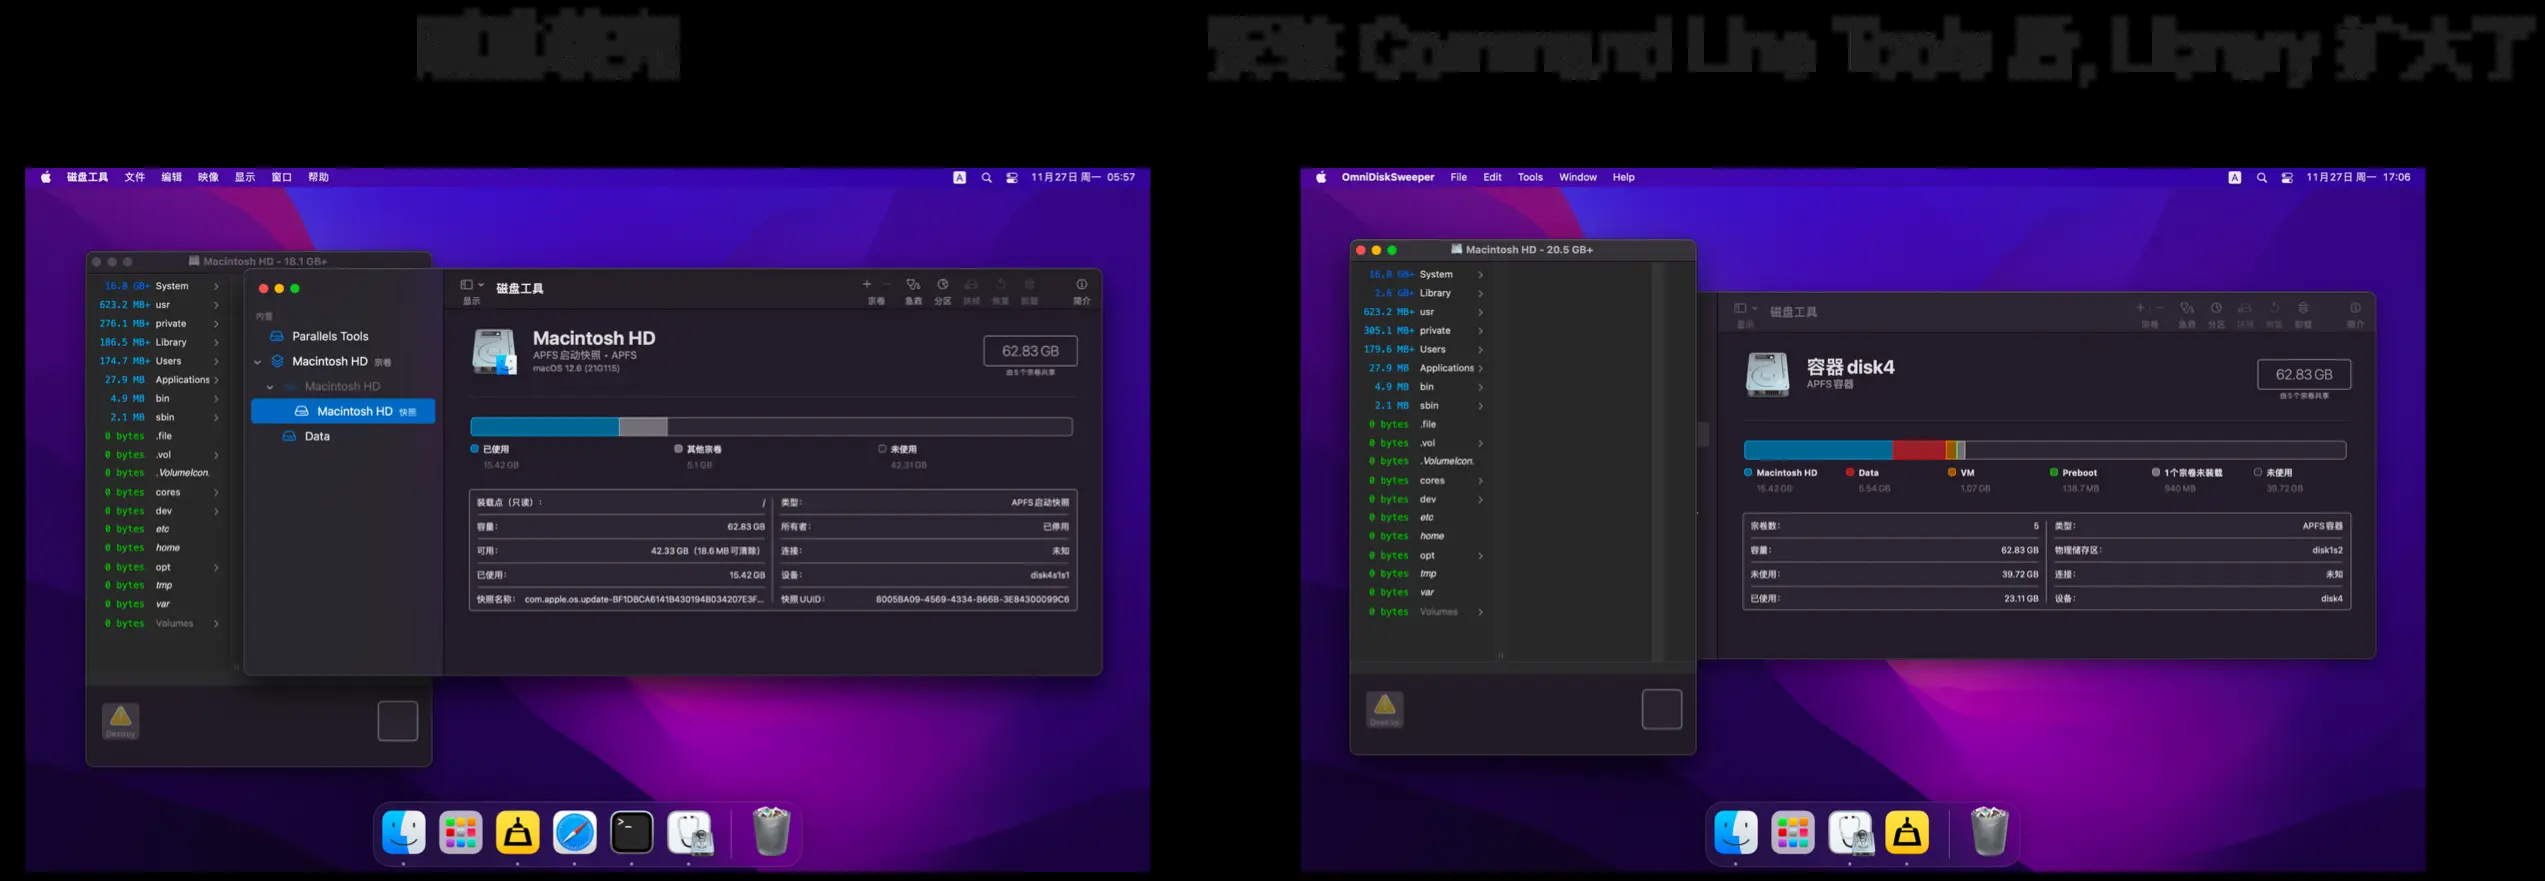 安装 Command Line Tools 后, Library 扩大了
磁盘工具 文件 编辑 映像 显示 窗口 帮助
A 11月27日 周一 05:57
Macintosh HD - 18.1 GB+
16.8 GB+ System
623.2 MB+ usr
276.1 MB+ private
186.5 MB+ Library
174.7 MB+ Users
27.9 MB Applications
4.9 MB bin
2.1 MB sbin
0 bytes .file
0 bytes .vol
0 bytes .VolumeIcon.
0 bytes cores
0 bytes dev
0 bytes etc
0 bytes home
0 bytes opt
0 bytes tmp
0 bytes var
0 bytes Volumes
Destroy
内置
Parallels Tools
Macintosh HD 宗卷
Macintosh HD
Macintosh HD 快照
Data
显示
磁盘工具
宗卷 急救 分区 抹掉 恢复 卸载 简介
Macintosh HD
APFS 启动快照 • APFS
macOS 12.6 (21G115)
62.83 GB
由5个宗卷共享
已使用
15.42 GB
其他宗卷
5.1 GB
未使用
42.31 GB
装载点（只读）: /
类型: APFS 启动快照
容量: 62.83 GB
所有者: 已停用
可用: 42.33 GB（18.6 MB 可清除）
连接: 未知
已使用: 15.42 GB
设备: disk4s1s1
快照名称: com.apple.os.update-BF1DBCA6141B430194B034207E3F...
快照 UUID: 8005BA09-4569-4334-B66B-3E84300099C6
OmniDiskSweeper File Edit Tools Window Help
A 11月27日 周一 17:06
Macintosh HD - 20.5 GB+
16.8 GB+ System
2.6 GB+ Library
623.2 MB+ usr
305.1 MB+ private
179.6 MB+ Users
27.9 MB Applications
4.9 MB bin
2.1 MB sbin
0 bytes .file
0 bytes .vol
0 bytes .VolumeIcon.
0 bytes cores
0 bytes dev
0 bytes etc
0 bytes home
0 bytes opt
0 bytes tmp
0 bytes var
0 bytes Volumes
Destroy
显示
磁盘工具
宗卷 急救 分区 抹掉 恢复 卸载 简介
容器 disk4
APFS 容器
62.83 GB
由5个宗卷共享
Macintosh HD
15.42 GB
Data
5.54 GB
VM
1.07 GB
Preboot
138.7 MB
1个宗卷未装载
940 MB
未使用
39.72 GB
宗卷数: 5
类型: APFS 容器
容量: 62.83 GB
物理储存区: disk1s2
未使用: 39.72 GB
连接: 未知
已使用: 23.11 GB
设备: disk4